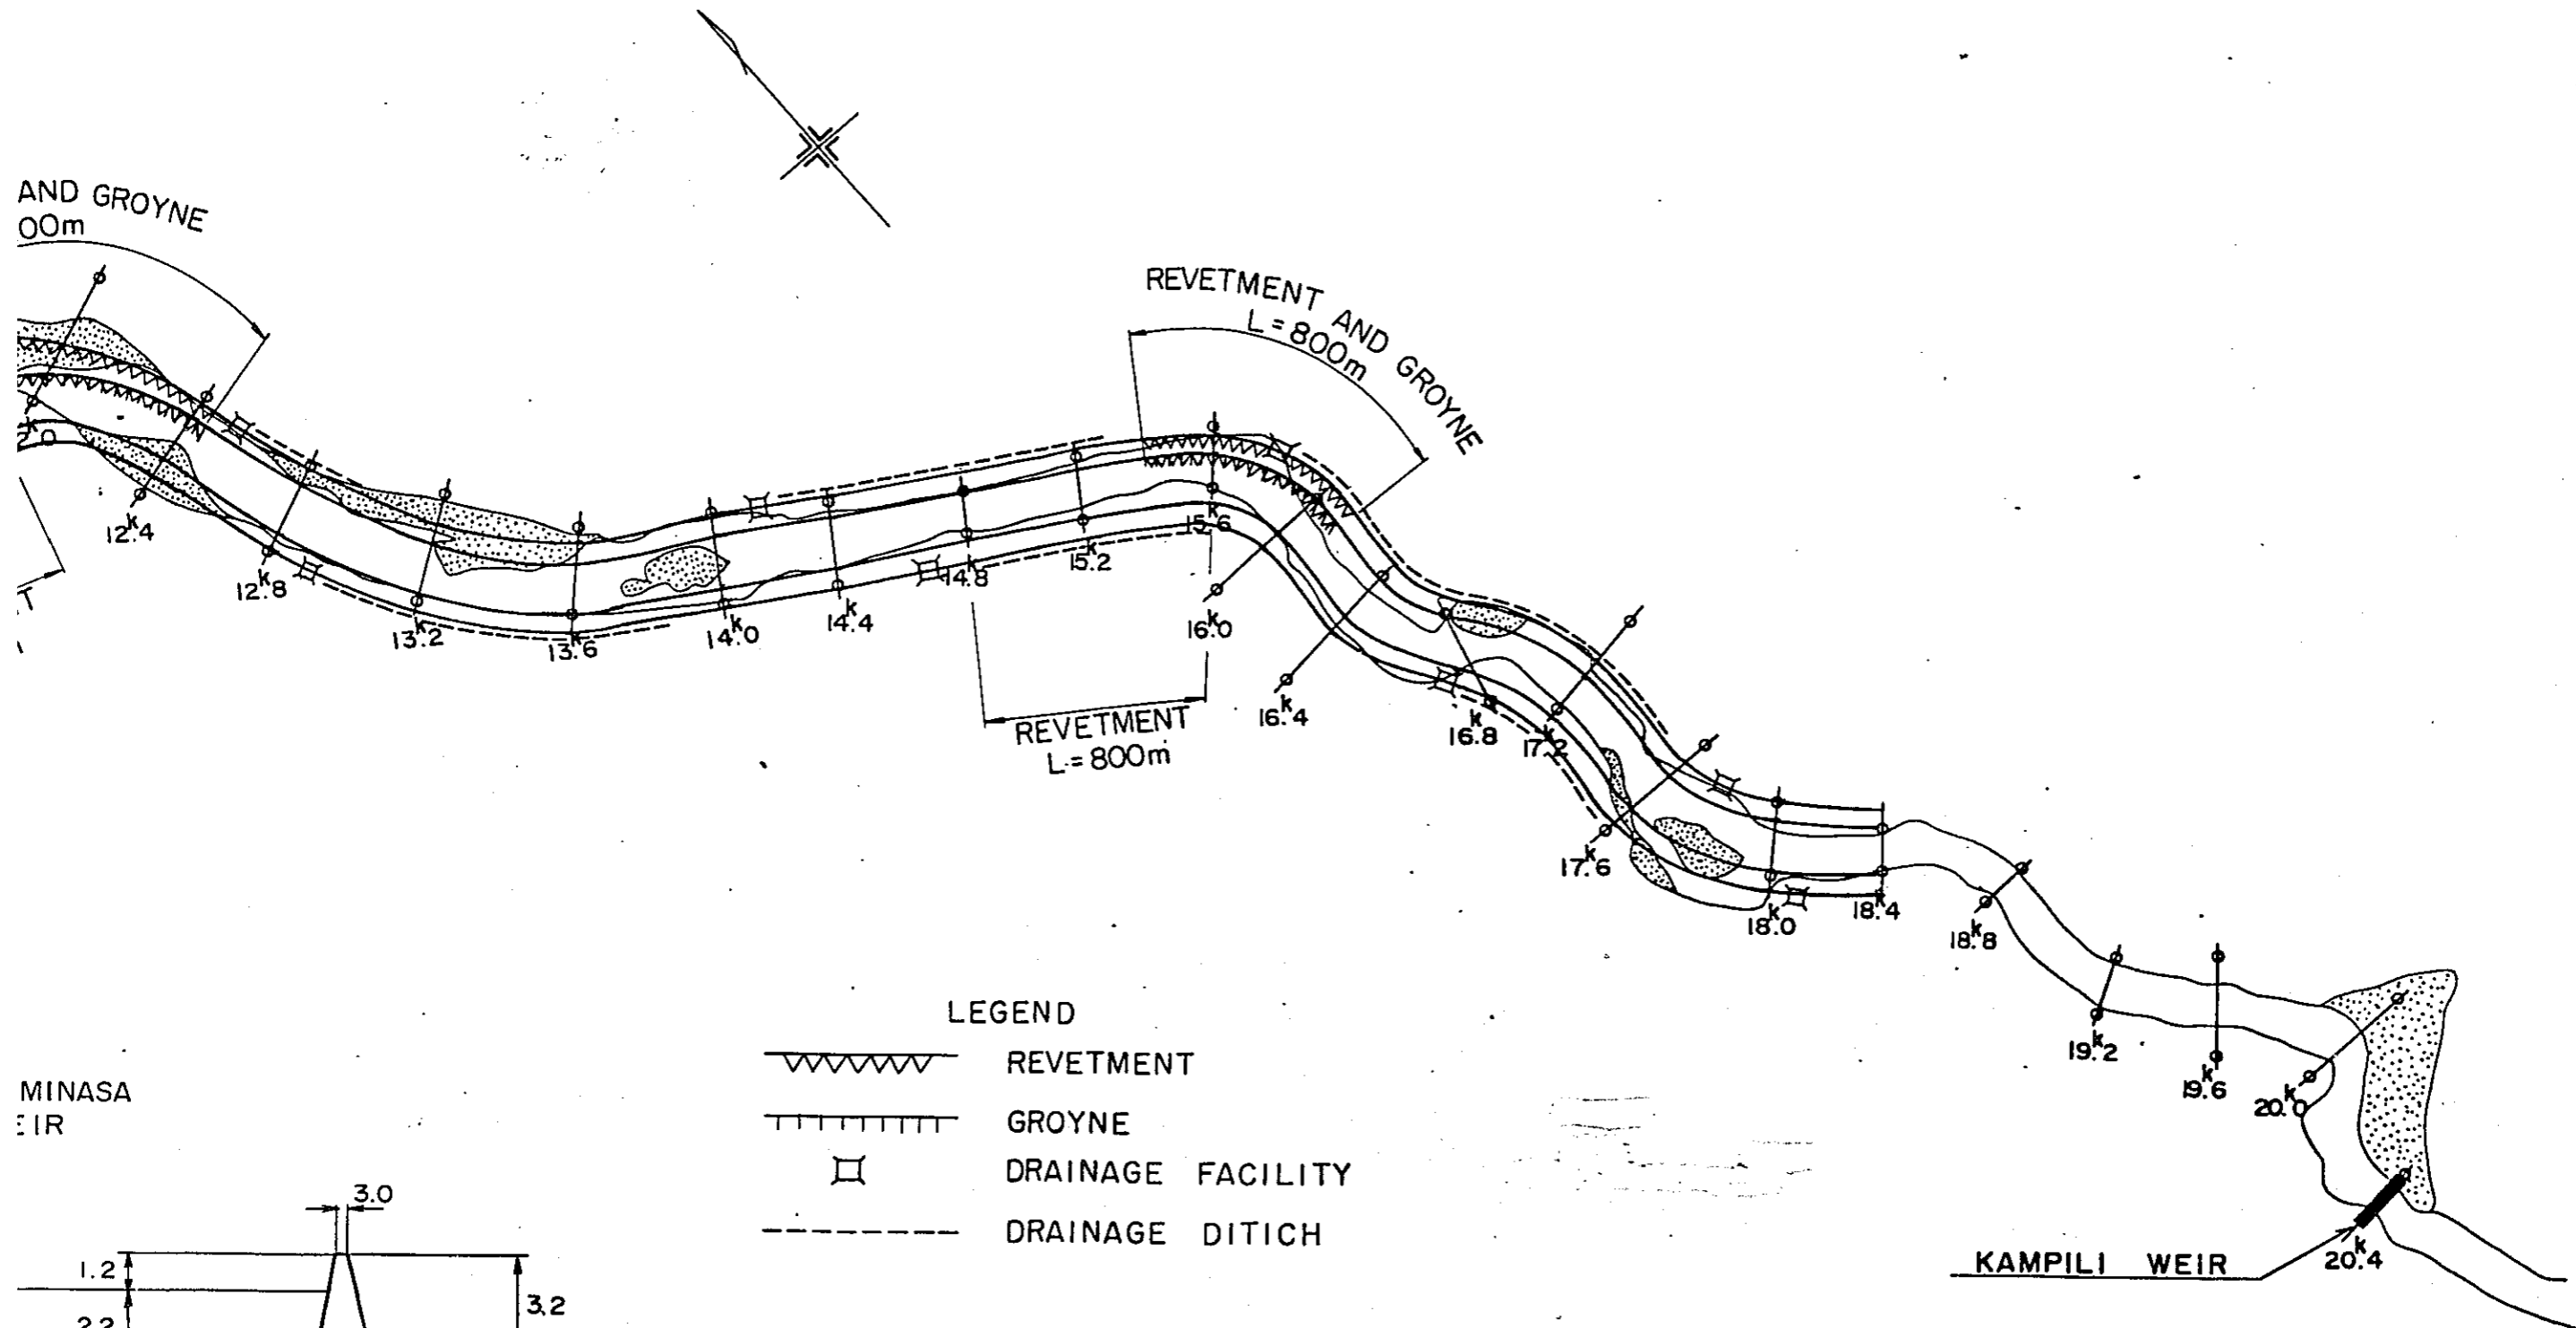 AND GROYNE
00m
REVETMENT AND GROYNE
L=800m
12.4
12.8
13.2
13.6
14.0
14.4
14.8
15.2
15.6
16.0
16.4
16.8
17.2
17.6
18.0
18.4
18.8
19.2
19.6
20.0
20.4
REVETMENT
L=800m
LEGEND
REVETMENT
GROYNE
DRAINAGE FACILITY
DRAINAGE DITICH
MINASA
EIR
KAMPILI WEIR
3.0
1.2
3.2
2.2